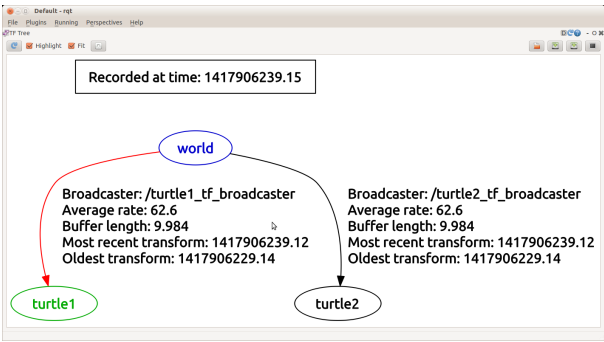 Default - rqt
File Plugins Running Perspectives Help
TF Tree
DC - O
Highlight Fit
Recorded at time: 1417906239.15
world
Broadcaster: /turtle1_tf_broadcaster
Average rate: 62.6
Buffer length: 9.984
Most recent transform: 1417906239.12
Oldest transform: 1417906229.14
Broadcaster: /turtle2_tf_broadcaster
Average rate: 62.6
Buffer length: 9.984
Most recent transform: 1417906239.12
Oldest transform: 1417906229.14
turtle1
turtle2